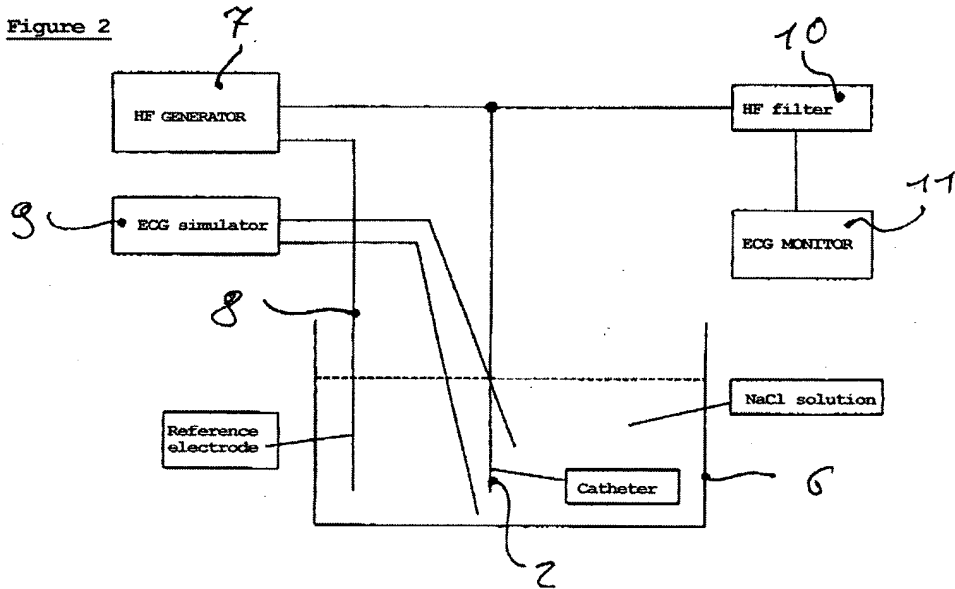 Figure 2
7
10
HF GENERATOR
HF filter
9
ECG simulator
11
ECG MONITOR
8
NaCl solution
Reference
electrode
Catheter
6
2